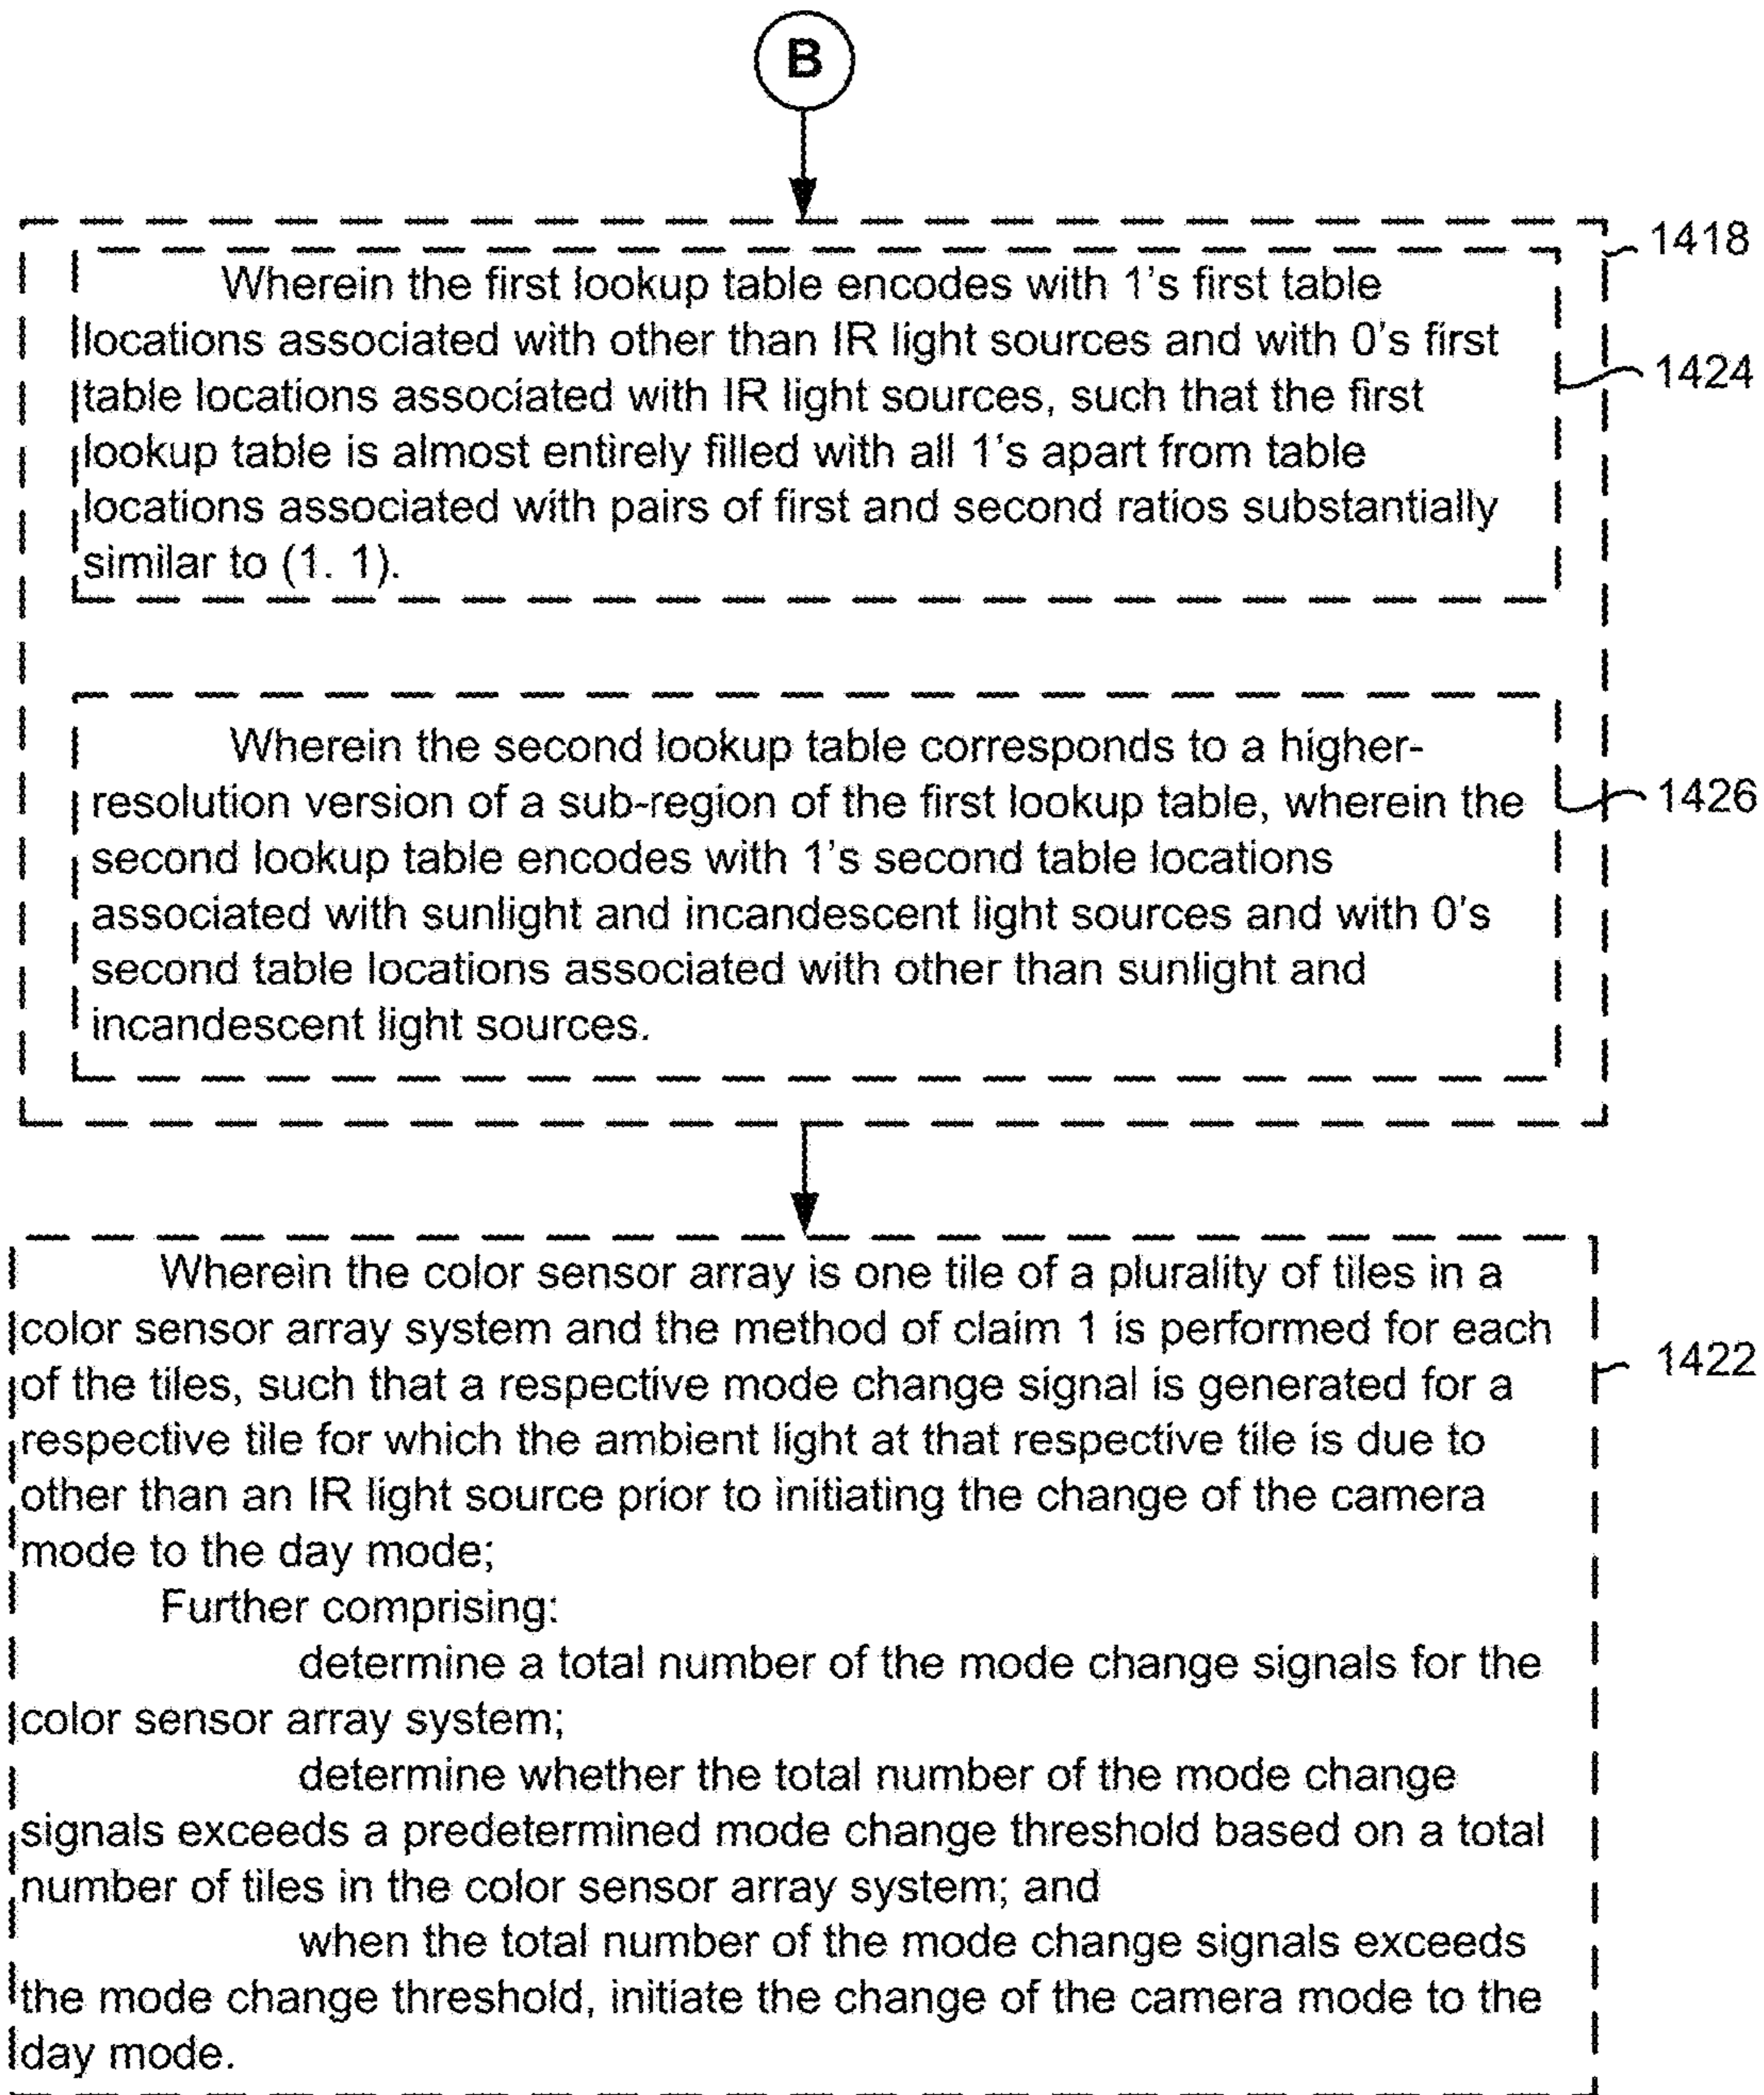 B
1418
Wherein the first lookup table encodes with 1's first table
locations associated with other than IR light sources and with 0's first
1424
table locations associated with IR light sources, such that the first
lookup table is almost entirely filled with all 1's apart from table
locations associated with pairs of first and second ratios substantially
similar to (1. 1).
Wherein the second lookup table corresponds to a higher-
resolution version of a sub-region of the first lookup table, wherein the
1426
second lookup table encodes with 1's second table locations
associated with sunlight and incandescent light sources and with 0's
second table locations associated with other than sunlight and
incandescent light sources.
Wherein the color sensor array is one tile of a plurality of tiles in a
color sensor array system and the method of claim 1 is performed for each
1422
of the tiles, such that a respective mode change signal is generated for a
respective tile for which the ambient light at that respective tile is due to
other than an IR light source prior to initiating the change of the camera
mode to the day mode;
Further comprising:
determine a total number of the mode change signals for the
color sensor array system;
determine whether the total number of the mode change
signals exceeds a predetermined mode change threshold based on a total
number of tiles in the color sensor array system; and
when the total number of the mode change signals exceeds
the mode change threshold, initiate the change of the camera mode to the
day mode.